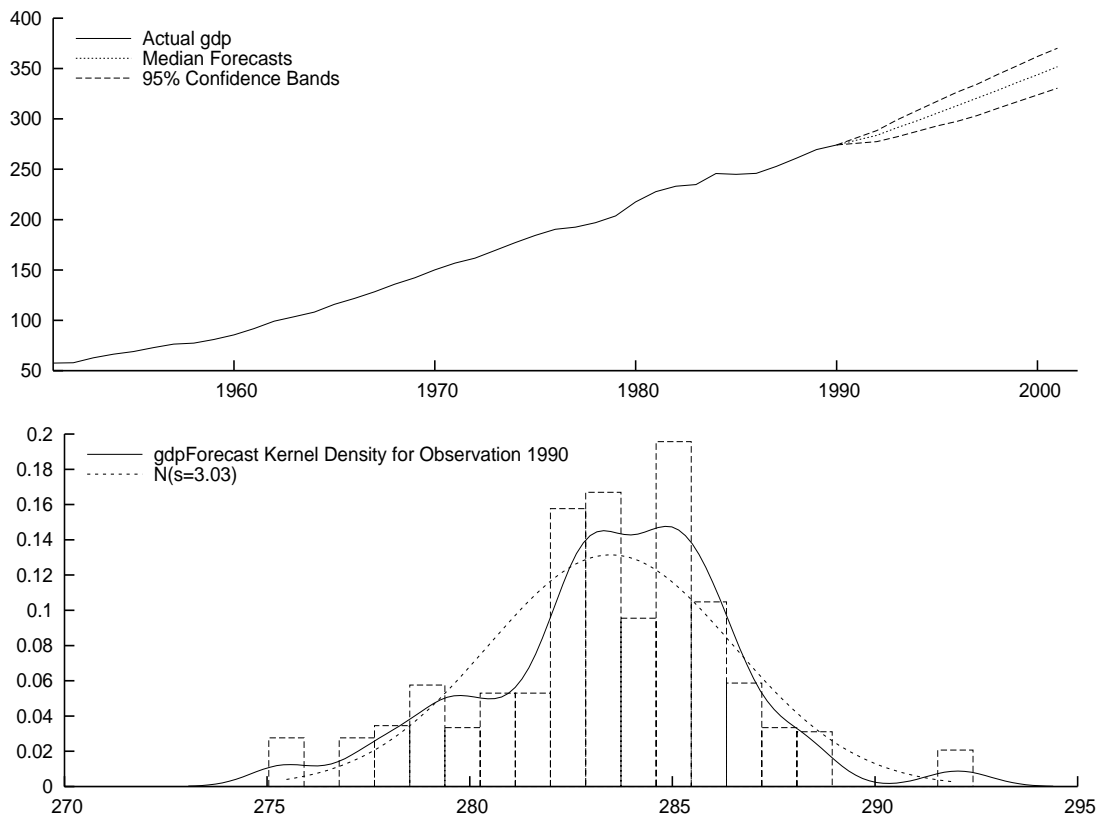 400
Actual gdp
Median Forecasts
350
95% Confidence Bands
300
250
200
150
100
50
1960 1970 1980 1990 2000
0.2
gdpForecast Kernel Density for Observation 1990
0.18
N(s=3.03)
0.16
0.14
0.12
0.1
0.08
0.06
0.04
0.02
0
270 275 280 285 290 295